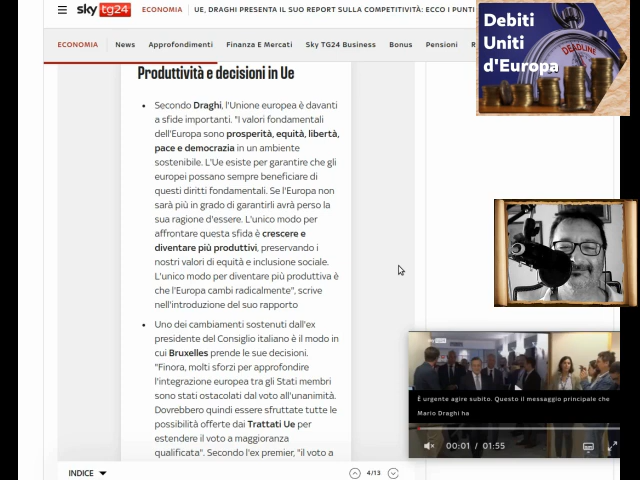 sky tg24 ECONOMIA UE, DRAGHI PRESENTA IL SUO REPORT SULLA COMPETITIVITÀ: ECCO I PUNTI
ECONOMIA News Approfondimenti Finanza E Mercati Sky TG24 Business Bonus Pensioni R
Debiti
Uniti
d'Europa
DEADLINE
Produttività e decisioni in Ue
Secondo Draghi, l'Unione europea è davanti
a sfide importanti. "I valori fondamentali
dell'Europa sono prosperità, equità, libertà,
pace e democrazia in un ambiente
sostenibile. L'Ue esiste per garantire che gli
europei possano sempre beneficiare di
questi diritti fondamentali. Se l'Europa non
sarà più in grado di garantirli avrà perso la
sua ragione d'essere. L'unico modo per
affrontare questa sfida è crescere e
diventare più produttivi, preservando i
nostri valori di equità e inclusione sociale.
L'unico modo per diventare più produttiva è
che l'Europa cambi radicalmente", scrive
nell'introduzione del suo rapporto
Uno dei cambiamenti sostenuti dall'ex
presidente del Consiglio italiano è il modo in
cui Bruxelles prende le sue decisioni.
"Finora, molti sforzi per approfondire
l'integrazione europea tra gli Stati membri
sono stati ostacolati dal voto all'unanimità.
Dovrebbero quindi essere sfruttate tutte le
possibilità offerte dai Trattati Ue per
estendere il voto a maggioranza
qualificata". Secondo l'ex premier, "il voto a
È urgente agire subito. Questo il messaggio principale che
Mario Draghi ha
00:01 / 01:55
INDICE 4/13